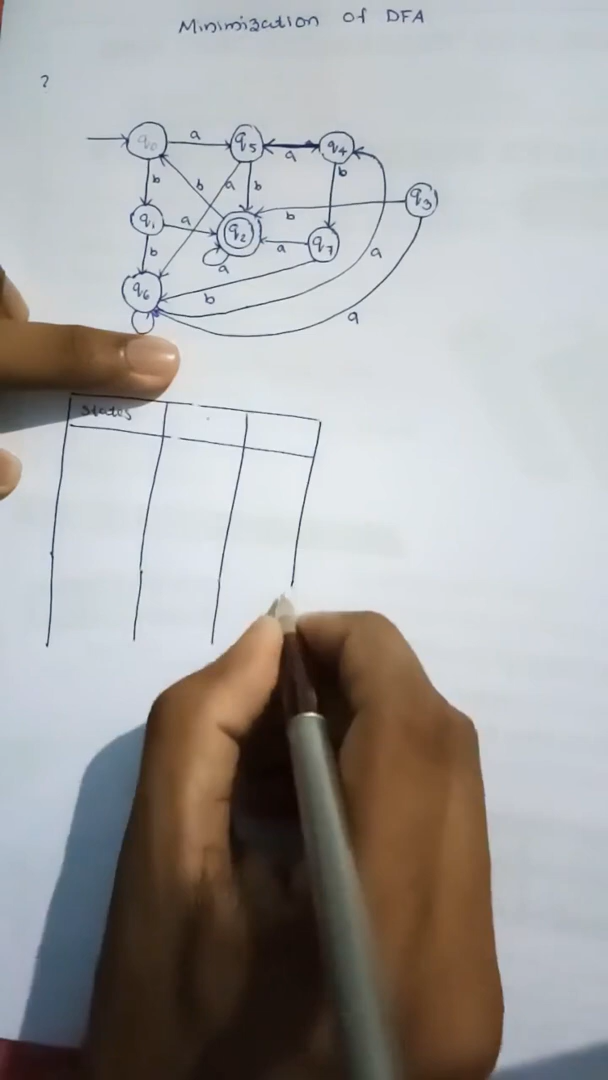 Minimization of DFA
?
q0 a q5 a q4
b b a b b q3
q1 a q2 b
b a q7
q6 a b a
a
States